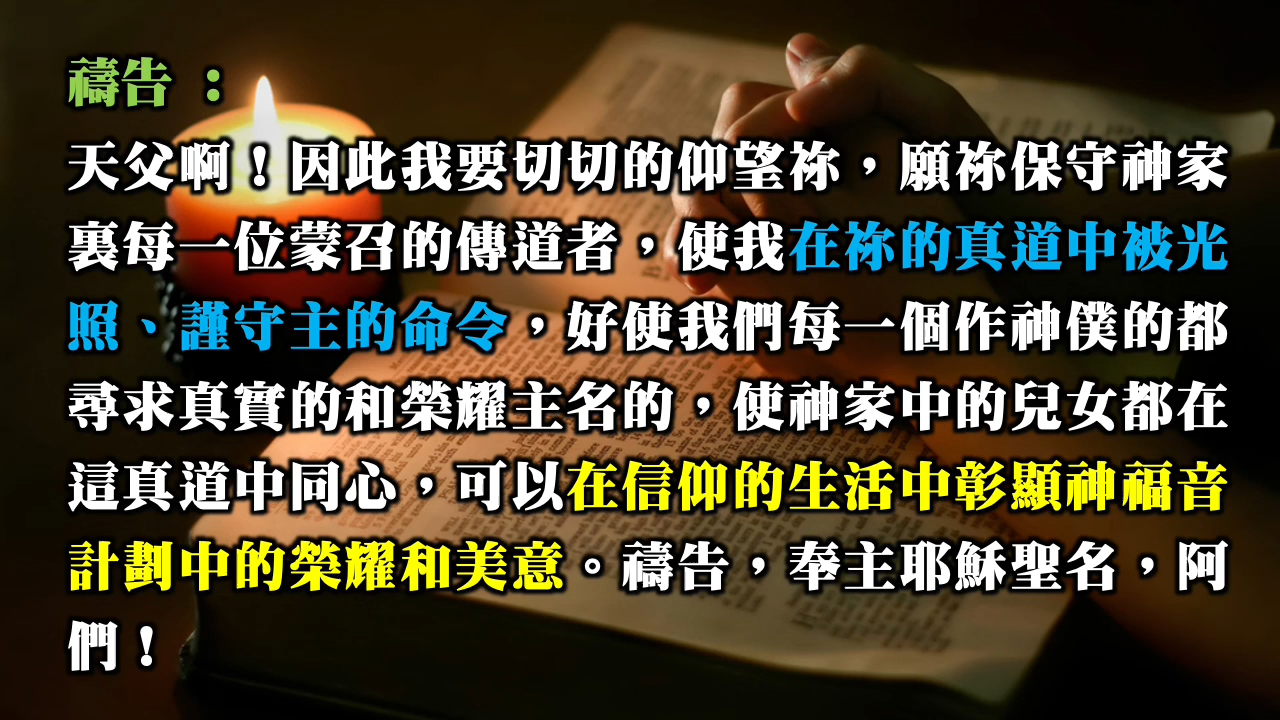 禱告 ：
天父啊！因此我要切切的仰望祢，願祢保守神家
裏每一位蒙召的傳道者，使我在祢的真道中被光
照、謹守主的命令，好使我們每一個作神僕的都
尋求真實的和榮耀主名的，使神家中的兒女都在
這真道中同心，可以在信仰的生活中彰顯神福音
計劃中的榮耀和美意。禱告，奉主耶穌聖名，阿
們！